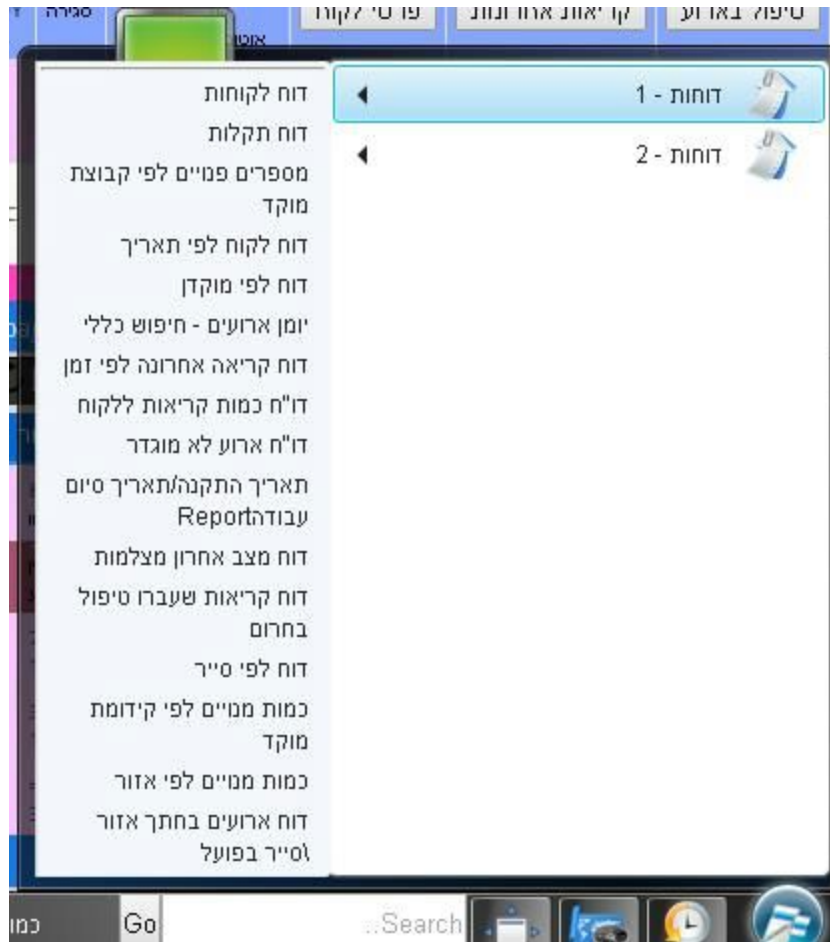 טיפול בארוע
קריאות אחרונות
פרטי לקוח
סגירה
דוחות - 1
דוחות - 2
דוח לקוחות
דוח תקלות
מספרים פנויים לפי קבוצת
מוקד
דוח לקוח לפי תאריך
דוח לפי מוקדן
יומן ארועים - חיפוש כללי
דוח קריאה אחרונה לפי זמן
דו"ח כמות קריאות ללקוח
דו"ח ארוע לא מוגדר
תאריך התקנה/תאריך סיום
עבודהReport
דוח מצב אחרון מצלמות
דוח קריאות שעברו טיפול
בחרום
דוח לפי סייר
כמות מנויים לפי קידומת
מוקד
כמות מנויים לפי אזור
דוח ארועים בחתך אזור
\סייר בפועל
Search..
Go